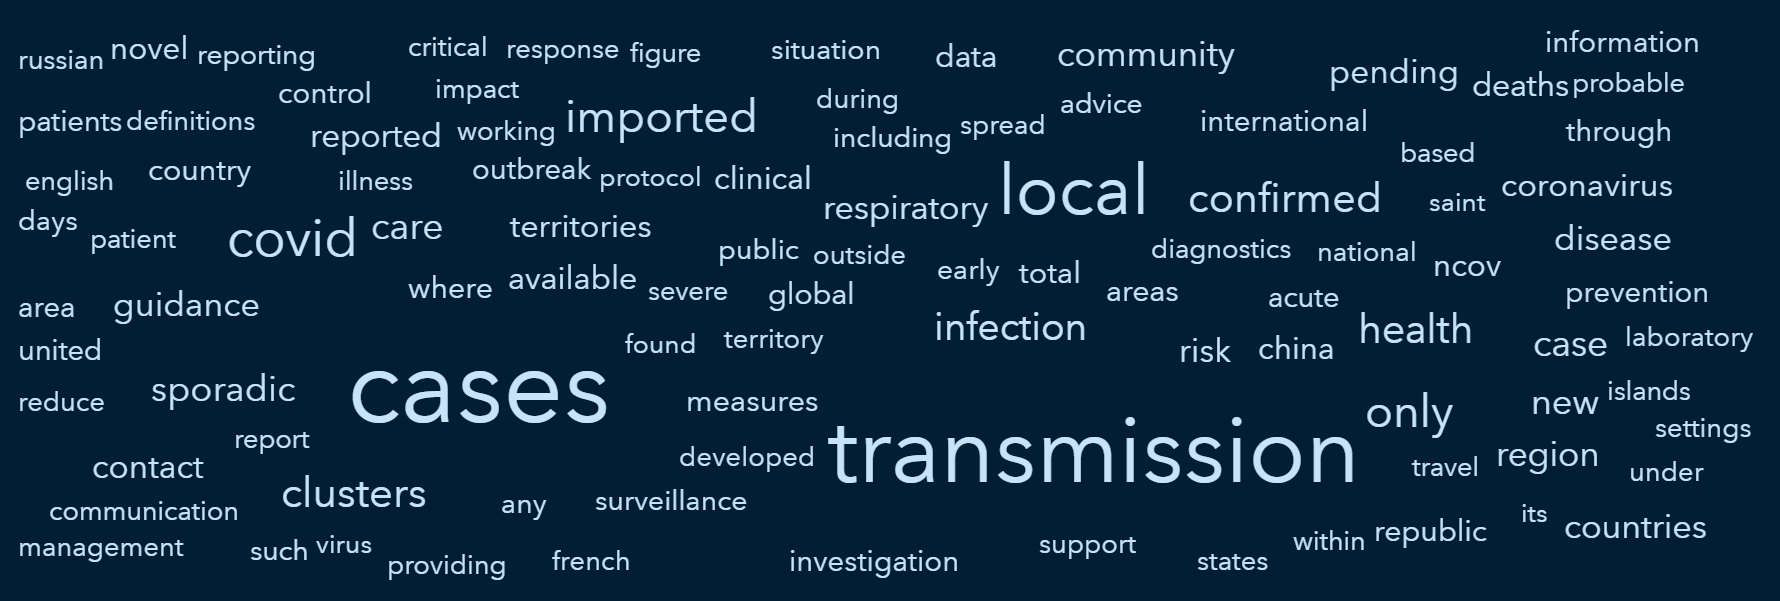 russian novel reporting critical response figure situation data community information
pending deaths probable
control impact imported during advice
patients definitions reported working including spread international through
based
english country illness outbreak protocol clinical local confirmed saint coronavirus
days patient covid care territories respiratory disease
public outside diagnostics national ncov
where available severe global early total areas acute prevention
area guidance
united found territory infection risk china health case laboratory
reduce sporadic cases measures only new islands
report settings
contact developed transmission travel region under
communication clusters any surveillance its countries
management such virus providing french investigation support states within republic